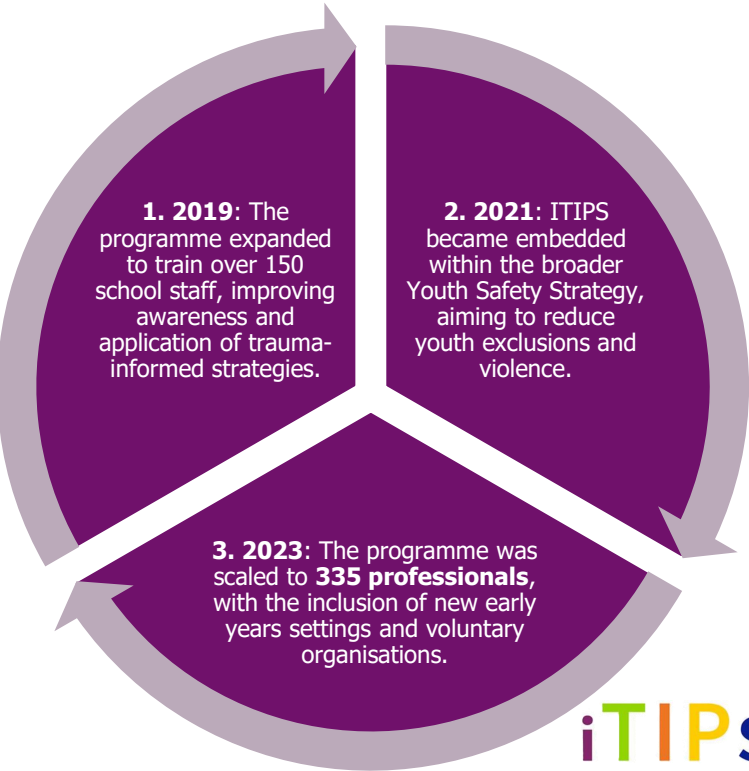 1. 2019: The
programme expanded
to train over 150
school staff, improving
awareness and
application of trauma-
informed strategies.
2. 2021: ITIPS
became embedded
within the broader
Youth Safety Strategy,
aiming to reduce
youth exclusions and
violence.
3. 2023: The programme was
scaled to 335 professionals,
with the inclusion of new early
years settings and voluntary
organisations.
iTIPs